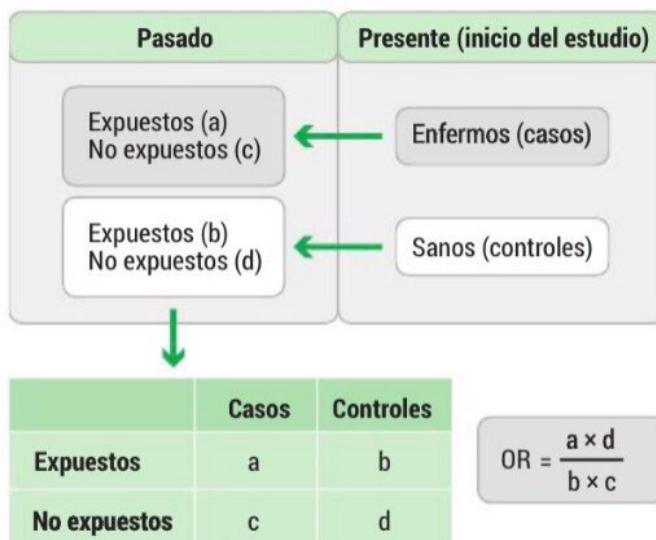 Pasado
Presente (inicio del estudio)
Expuestos (a)
No expuestos (c)
Enfermos (casos)
Expuestos (b)
No expuestos (d)
Sanos (controles)
Casos Controles
Expuestos a b
No expuestos c d
OR = a × d
b × c